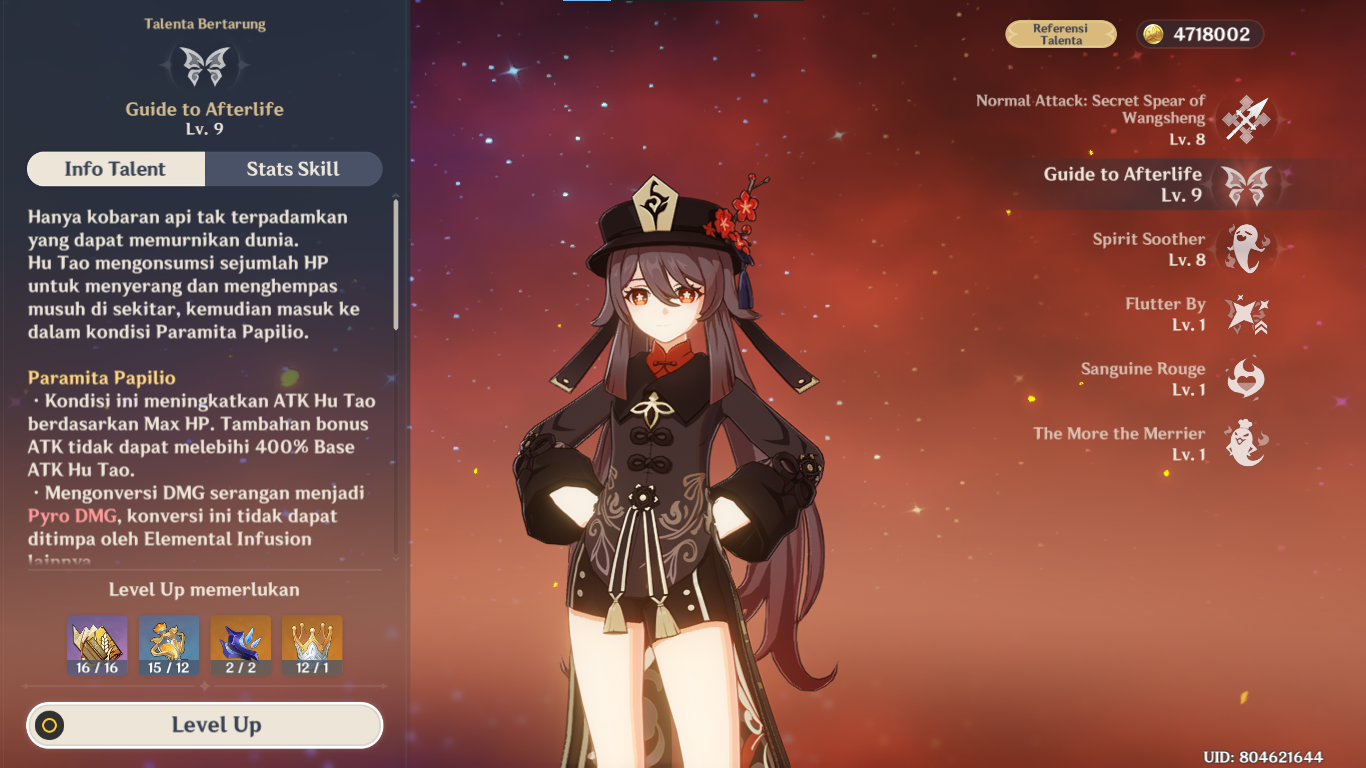 Talenta Bertarung
Guide to Afterlife
Lv. 9
Info Talent
Stats Skill
Hanya kobaran api tak terpadamkan
yang dapat memurnikan dunia.
Hu Tao mengonsumsi sejumlah HP
untuk menyerang dan menghempas
musuh di sekitar, kemudian masuk ke
dalam kondisi Paramita Papilio.
Paramita Papilio
· Kondisi ini meningkatkan ATK Hu Tao
berdasarkan Max HP. Tambahan bonus
ATK tidak dapat melebihi 400% Base
ATK Hu Tao.
· Mengonversi DMG serangan menjadi
Pyro DMG, konversi ini tidak dapat
ditimpa oleh Elemental Infusion
lainnya.
Level Up memerlukan
16 / 16
15 / 12
2 / 2
12 / 1
Level Up
Referensi
Talenta
4718002
Normal Attack: Secret Spear of
Wangsheng
Lv. 8
Guide to Afterlife
Lv. 9
Spirit Soother
Lv. 8
Flutter By
Lv. 1
Sanguine Rouge
Lv. 1
The More the Merrier
Lv. 1
UID: 804621644